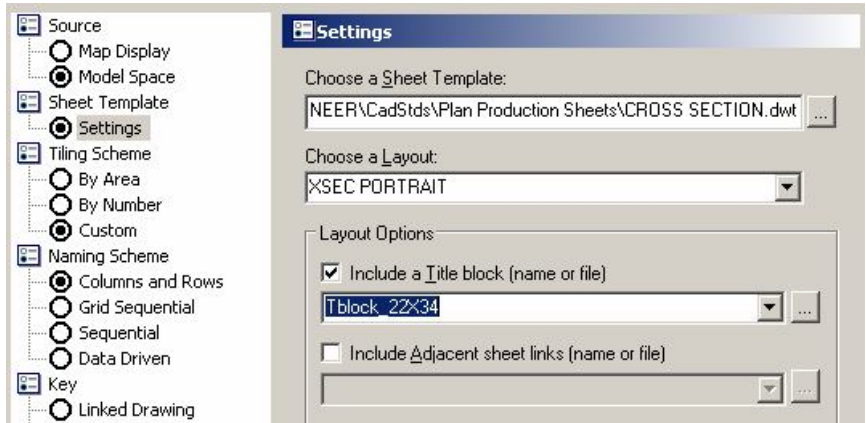 Source
Map Display
Model Space
Sheet Template
Settings
Tiling Scheme
By Area
By Number
Custom
Naming Scheme
Columns and Rows
Grid Sequential
Sequential
Data Driven
Key
Linked Drawing
Settings
Choose a Sheet Template:
NEER\CadStds\Plan Production Sheets\CROSS SECTION.dwt ...
Choose a Layout:
XSEC PORTRAIT
Layout Options
Include a Title block (name or file)
Tblock_22X34 ...
Include Adjacent sheet links (name or file)
...